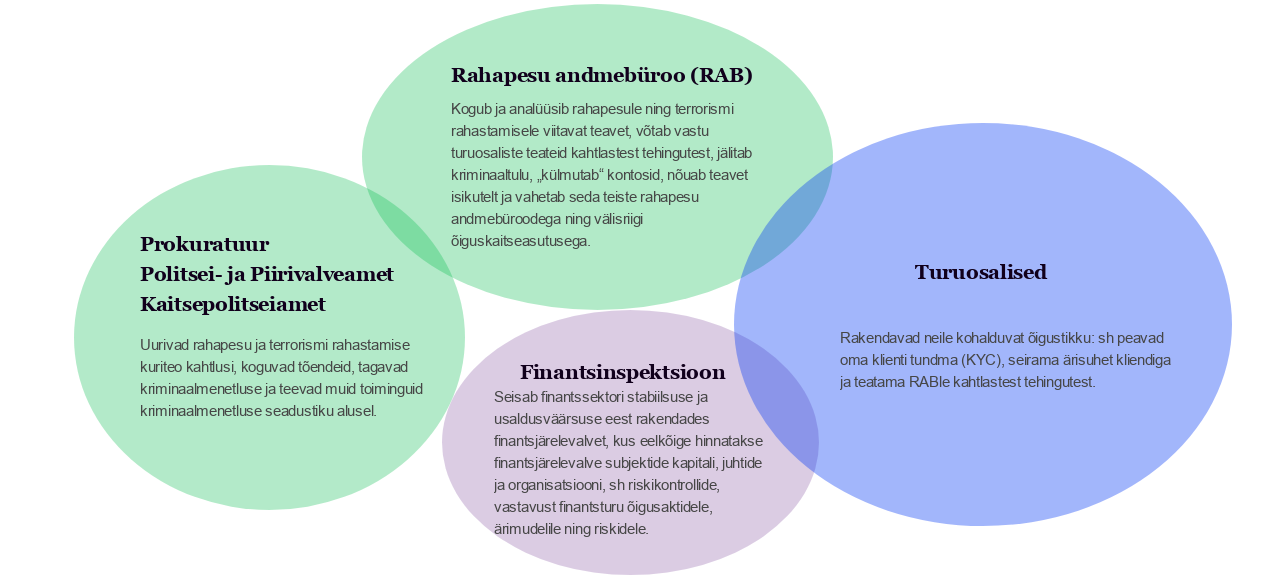 Rahapesu andmebüroo (RAB)
Kogub ja analüüsib rahapesule ning terrorismi
rahastamisele viitavat teavet, võtab vastu
turuosaliste teateid kahtlastest tehingutest, jälitab
kriminaaltulu, „külmutab“ kontosid, nõuab teavet
isikutelt ja vahetab seda teiste rahapesu
andmebüroodega ning välisriigi
õiguskaitseasutusega.
Prokuratuur
Politsei- ja Piirivalveamet
Kaitsepolitseiamet
Uurivad rahapesu ja terrorismi rahastamise
kuriteo kahtlusi, koguvad tõendeid, tagavad
kriminaalmenetluse ja teevad muid toiminguid
kriminaalmenetluse seadustiku alusel.
Turuosalised
Rakendavad neile kohalduvat õigustikku: sh peavad
oma klienti tundma (KYC), seirama ärisuhet kliendiga
ja teatama RABle kahtlastest tehingutest.
Finantsinspektsioon
Seisab finantssektori stabiilsuse ja
usaldusväärsuse eest rakendades
finantsjärelevalvet, kus eelkõige hinnatakse
finantsjärelevalve subjektide kapitali, juhtide
ja organisatsiooni, sh riskikontrollide,
vastavust finantsturu õigusaktidele,
ärimudelile ning riskidele.